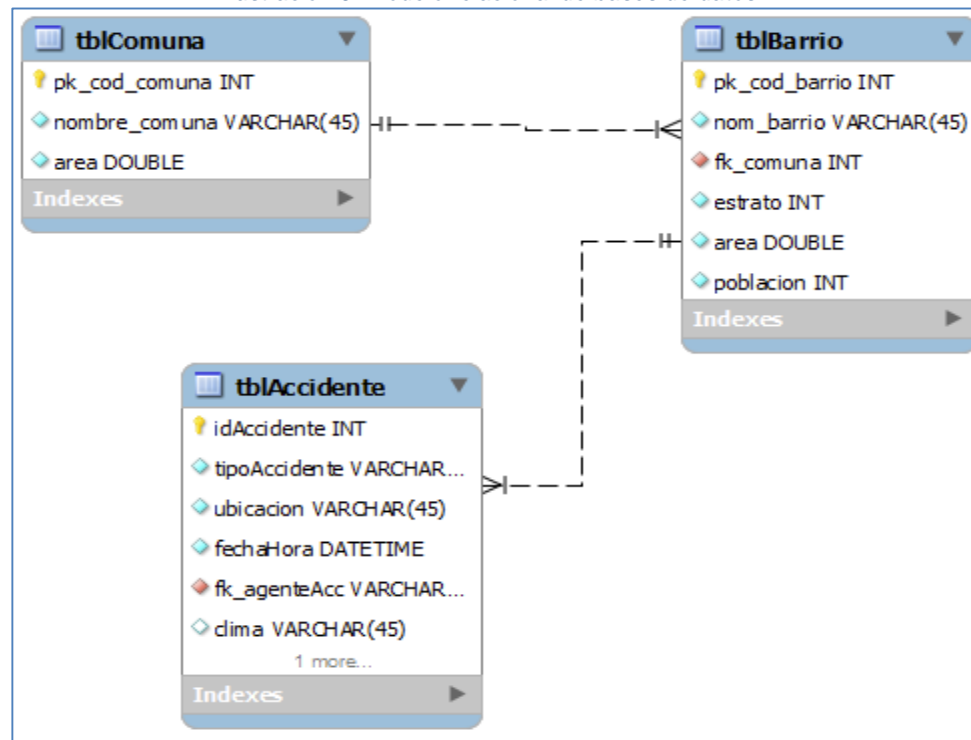 tblComuna
pk_cod_comuna INT
nombre_comuna VARCHAR(45)
area DOUBLE
Indexes
tblBarrio
pk_cod_barrio INT
nom_barrio VARCHAR(45)
fk_comuna INT
estrato INT
area DOUBLE
poblacion INT
Indexes
tblAccidente
idAccidente INT
tipoAccidente VARCHAR...
ubicacion VARCHAR(45)
fechaHora DATETIME
fk_agenteAcc VARCHAR...
clima VARCHAR(45)
1 more...
Indexes